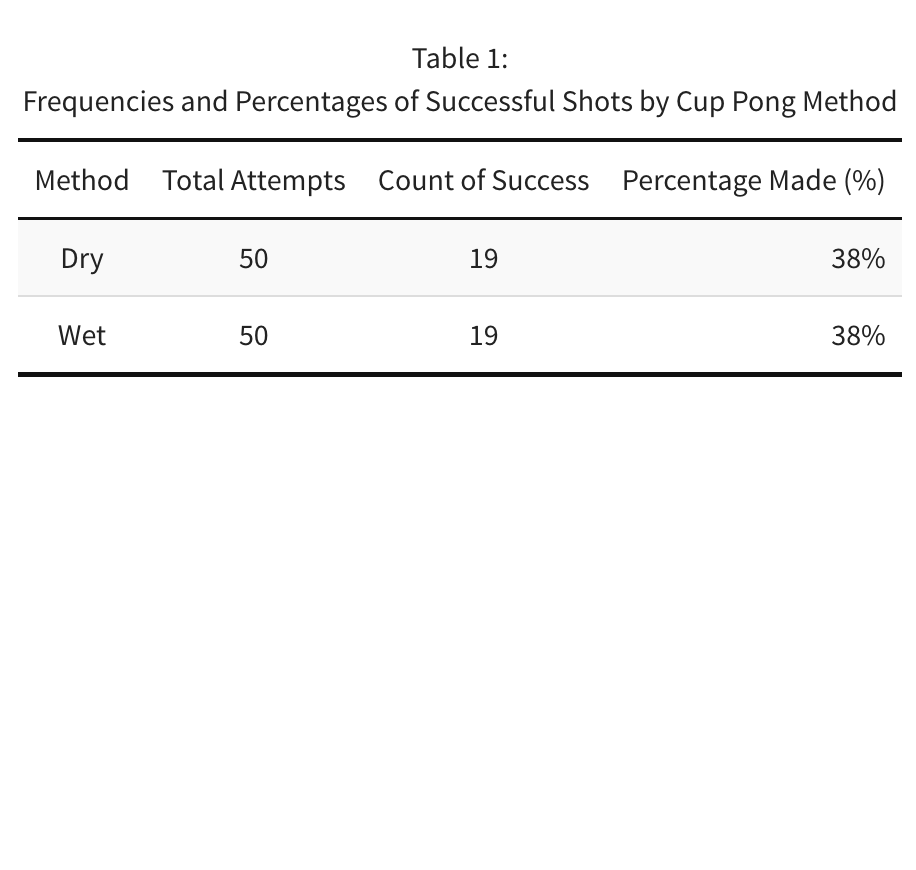 Table 1:
Frequencies and Percentages of Successful Shots by Cup Pong Method
Method Total Attempts Count of Success Percentage Made (%)
Dry 50 19 38%
Wet 50 19 38%